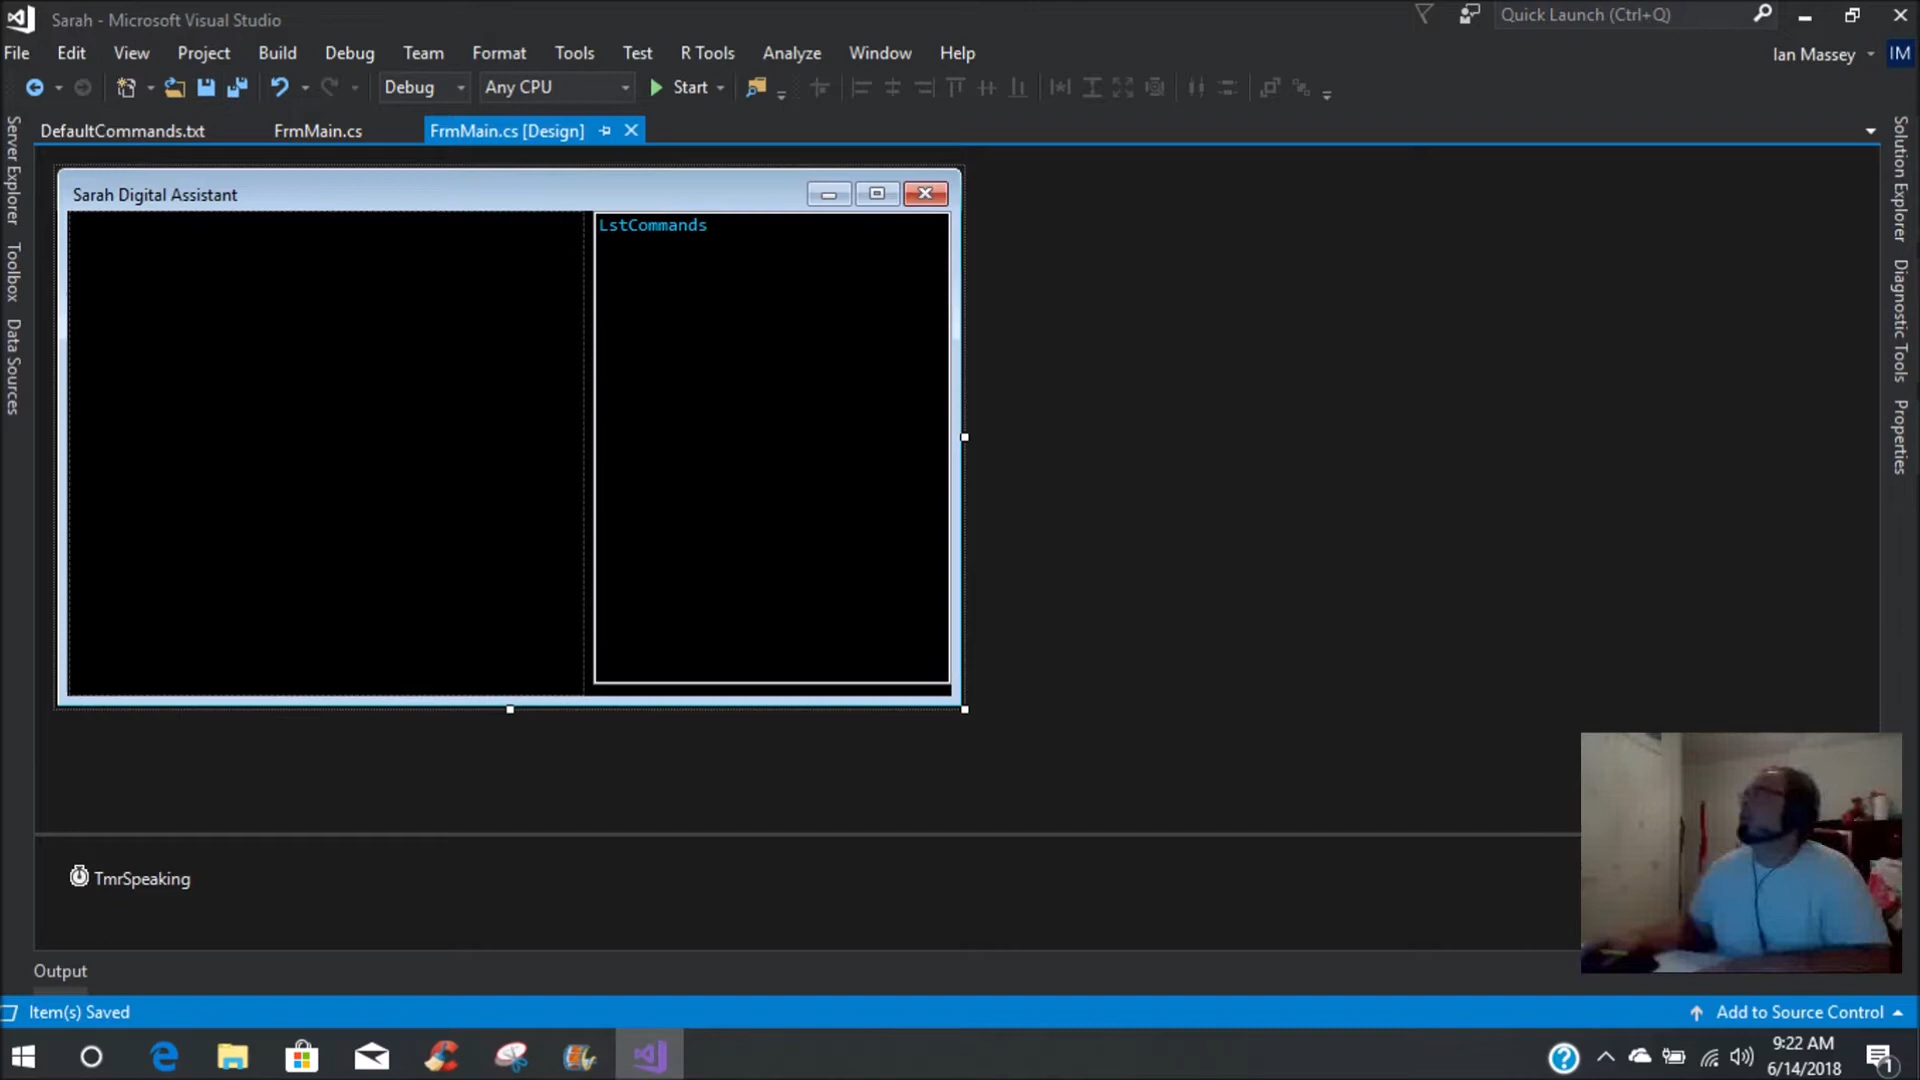 Sarah - Microsoft Visual Studio
Quick Launch (Ctrl+Q)
File Edit View Project Build Debug Team Format Tools Test R Tools Analyze Window Help
Ian Massey
IM
Debug
Any CPU
Start
DefaultCommands.txt
FrmMain.cs
FrmMain.cs [Design]
Server Explorer
Toolbox
Data Sources
Sarah Digital Assistant
LstCommands
Solution Explorer
Diagnostic Tools
Properties
TmrSpeaking
Output
Item(s) Saved
Add to Source Control
9:22 AM
6/14/2018
1